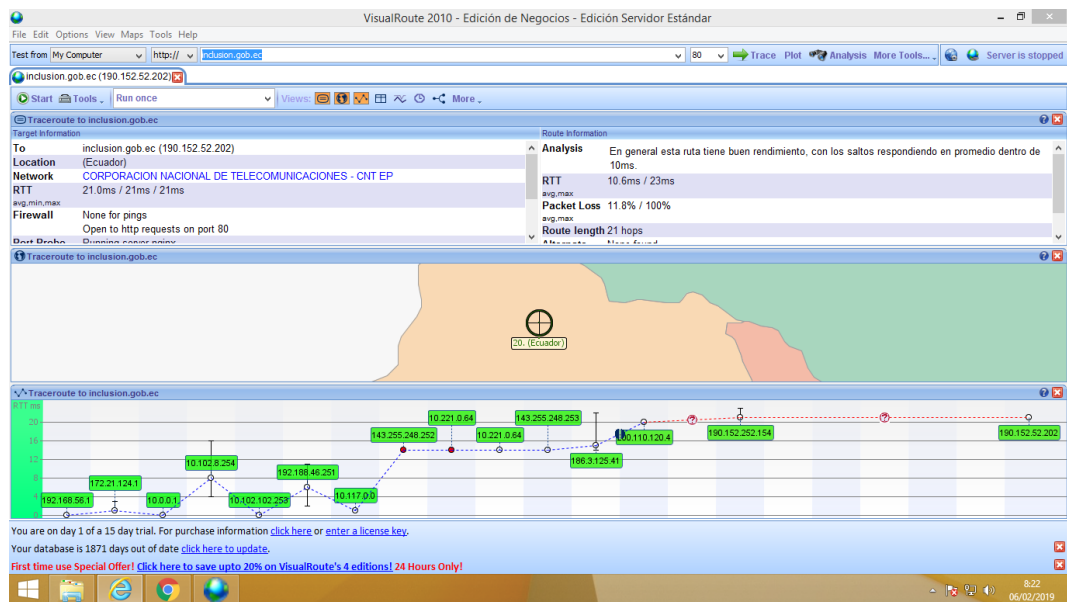 VisualRoute 2010 - Edición de Negocios - Edición Servidor Estándar
File Edit Options View Maps Tools Help
Test from My Computer http:// inclusion.gob.ec 80 Trace Plot Analysis More Tools... Server is stopped
inclusion.gob.ec (190.152.52.202)
Start Tools Run once Views: More
Traceroute to inclusion.gob.ec
Target Information Route Information
To inclusion.gob.ec (190.152.52.202)
Location (Ecuador)
Network CORPORACION NACIONAL DE TELECOMUNICACIONES - CNT EP
RTT 21.0ms / 21ms / 21ms
avg,min,max
Firewall None for pings
Open to http requests on port 80
Port Probe Running server nginx
Analysis En general esta ruta tiene buen rendimiento, con los saltos respondiendo en promedio dentro de
10ms.
RTT 10.6ms / 23ms
avg,max
Packet Loss 11.8% / 100%
avg,max
Route length 21 hops
Alternate None found
Traceroute to inclusion.gob.ec
20. (Ecuador)
Traceroute to inclusion.gob.ec
RTT ms
20
16
12
8
4
0
192.168.56.1
172.21.124.1
10.0.0.1
10.102.8.254
10.102.102.253
192.188.46.251
10.117.0.0
143.255.248.252
10.221.0.64
10.221.0.64
143.255.248.253
186.3.125.41
100.110.120.4
?
190.152.252.154
?
190.152.52.202
You are on day 1 of a 15 day trial. For purchase information click here or enter a license key.
Your database is 1871 days out of date click here to update.
First time use Special Offer! Click here to save upto 20% on VisualRoute's 4 editions! 24 Hours Only!
8:22
06/02/2019